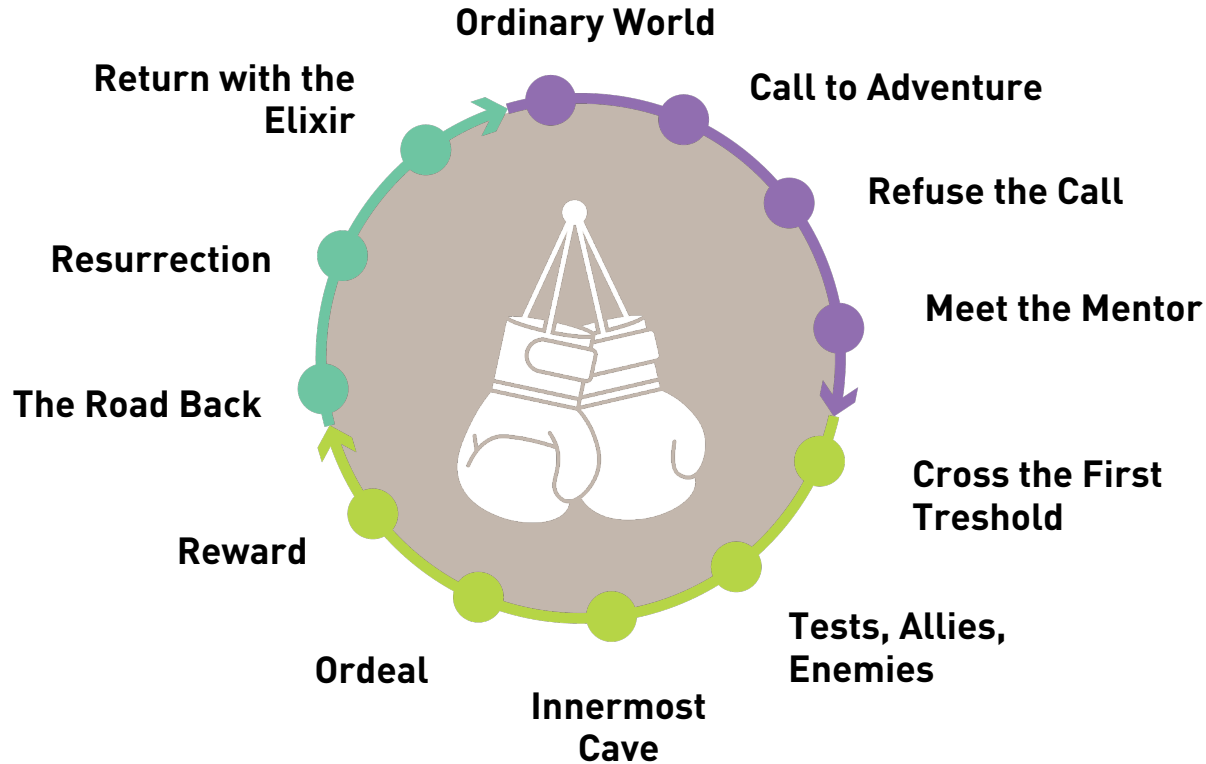 Ordinary World
Call to Adventure
Refuse the Call
Meet the Mentor
Cross the First
Treshold
Tests, Allies,
Enemies
Innermost
Cave
Ordeal
Reward
The Road Back
Resurrection
Return with the
Elixir